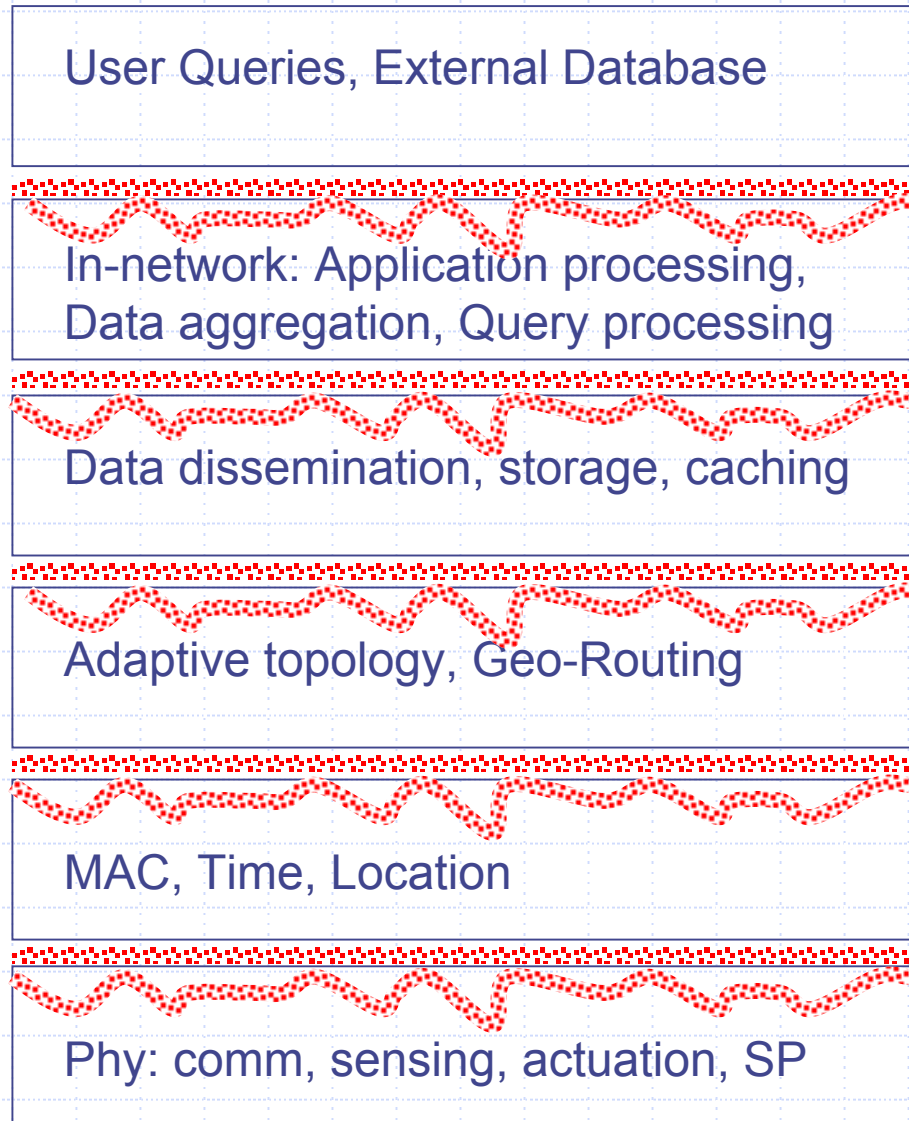 User Queries, External Database
In-network: Application processing,
Data aggregation, Query processing
Data dissemination, storage, caching
Adaptive topology, Geo-Routing
MAC, Time, Location
Phy: comm, sensing, actuation, SP